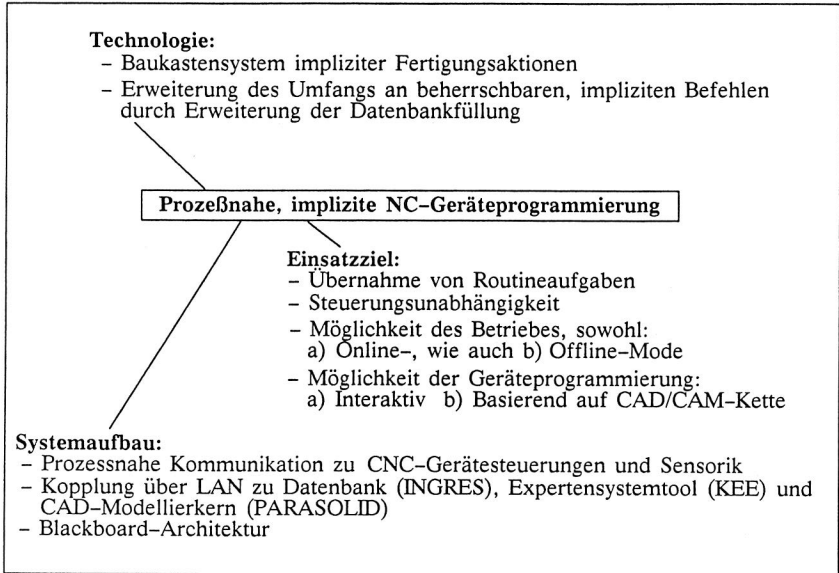 Technologie:
– Baukastensystem impliziter Fertigungsaktionen
– Erweiterung des Umfangs an beherrschbaren, impliziten Befehlen
durch Erweiterung der Datenbankfüllung
Prozeßnahe, implizite NC–Geräteprogrammierung
Einsatzziel:
– Übernahme von Routineaufgaben
– Steuerungsunabhängigkeit
– Möglichkeit des Betriebes, sowohl:
a) Online–, wie auch b) Offline–Mode
– Möglichkeit der Geräteprogrammierung:
a) Interaktiv b) Basierend auf CAD/CAM–Kette
Systemaufbau:
– Prozessnahe Kommunikation zu CNC–Gerätesteuerungen und Sensorik
– Kopplung über LAN zu Datenbank (INGRES), Expertensystemtool (KEE) und
CAD–Modellierkern (PARASOLID)
– Blackboard–Architektur